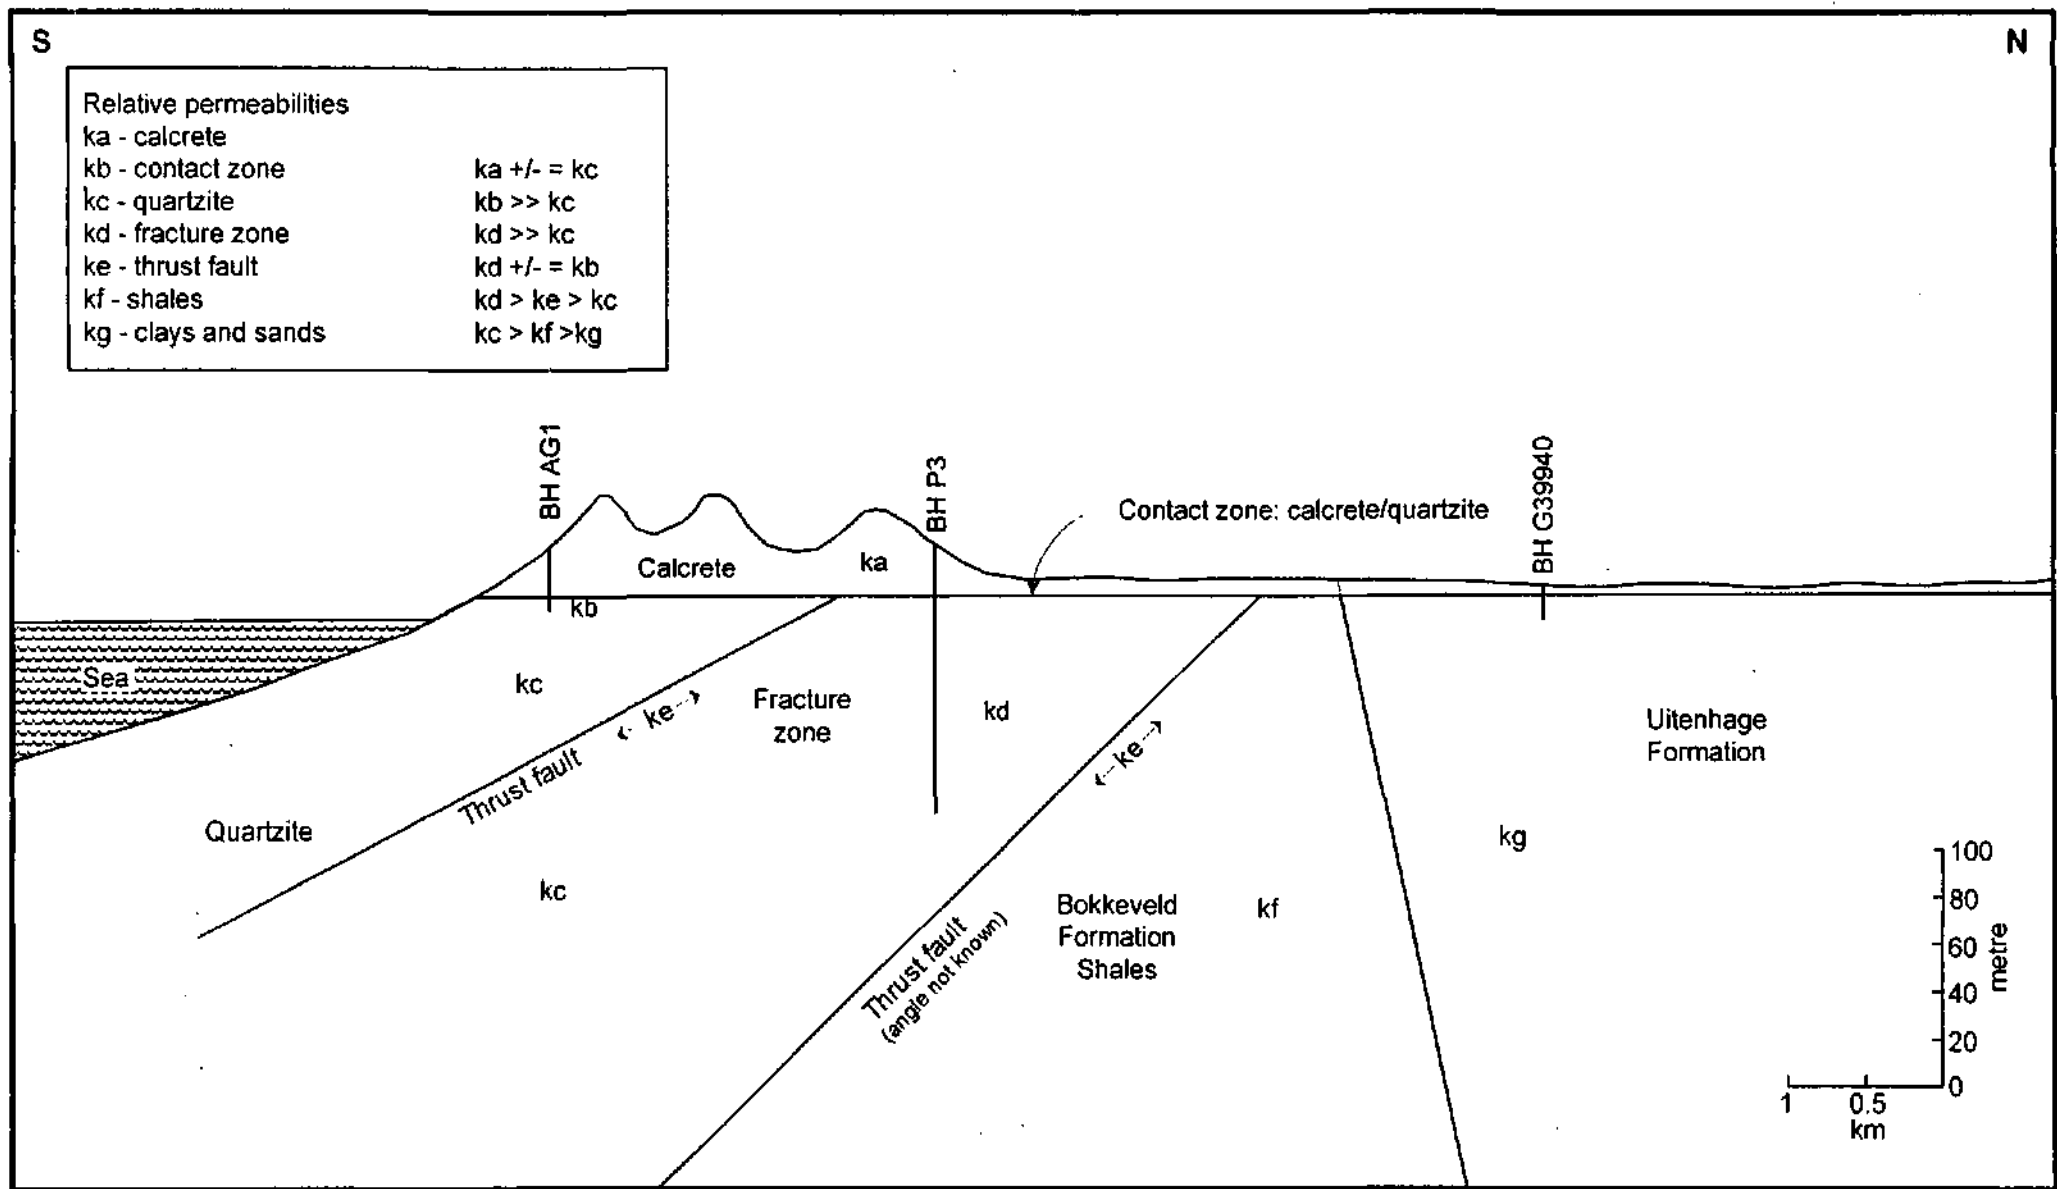 S
N
Relative permeabilities
ka - calcrete
kb - contact zone ka +/- = kc
kc - quartzite kb >> kc
kd - fracture zone kd >> kc
ke - thrust fault kd +/- = kb
kf - shales kd > ke > kc
kg - clays and sands kc > kf >kg
BH AG1
BH P3
BH G39940
Contact zone: calcrete/quartzite
Calcrete
ka
kb
Sea
kc
ke
Fracture
zone
kd
ke
Uitenhage
Formation
Thrust fault
Quartzite
kg
kc
Bokkeveld
Formation
Shales
kf
Thrust fault
(angle not known)
100
80
60
40
20
0
metre
1 0.5
km